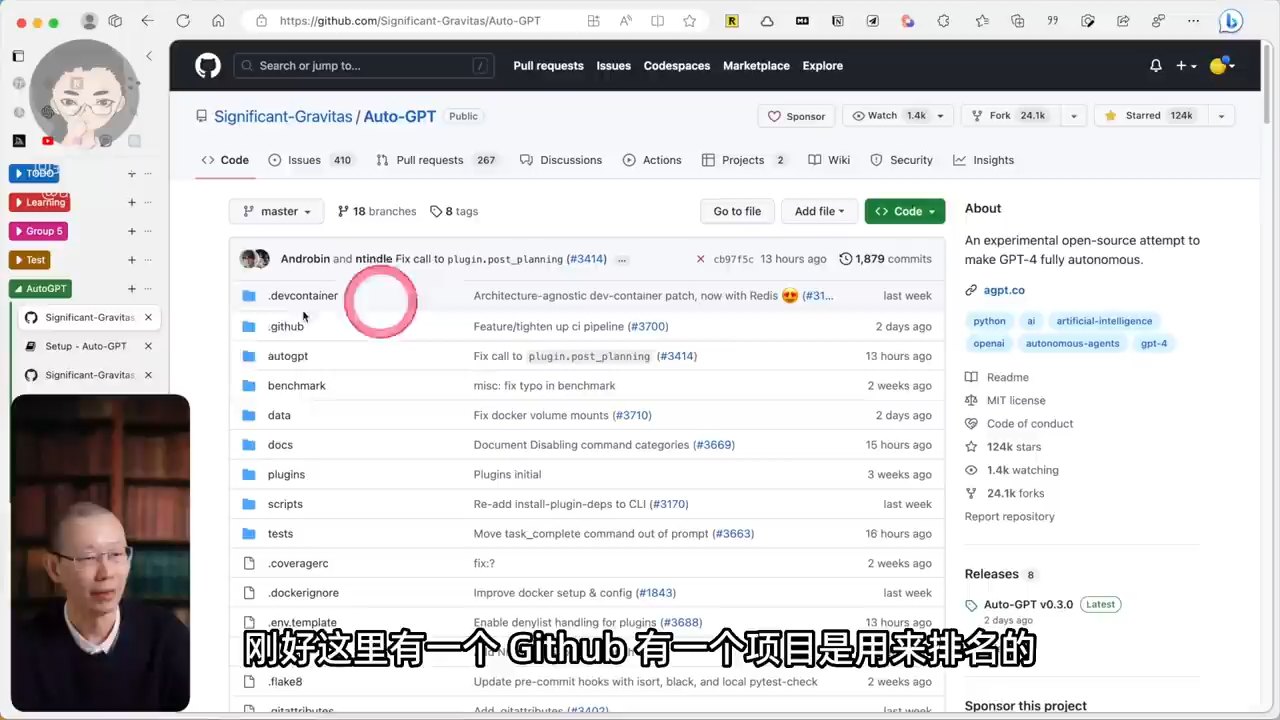 https://github.com/Significant-Gravitas/Auto-GPT
Search or jump to... /
Pull requests Issues Codespaces Marketplace Explore
Significant-Gravitas / Auto-GPT Public
Sponsor Watch 1.4k Fork 24.1k Starred 124k
Code Issues 410 Pull requests 267 Discussions Actions Projects 2 Wiki Security Insights
TODO
Learning
Group 5
Test
AutoGPT
Significant-Gravitas
Setup - Auto-GPT
Significant-Gravitas
master 18 branches 8 tags Go to file Add file Code
Androbin and ntindle Fix call to plugin.post_planning (#3414) ... cb97f5c 13 hours ago 1,879 commits
.devcontainer Architecture-agnostic dev-container patch, now with Redis 😍 (#31... last week
.github Feature/tighten up ci pipeline (#3700) 2 days ago
autogpt Fix call to plugin.post_planning (#3414) 13 hours ago
benchmark misc: fix typo in benchmark 2 weeks ago
data Fix docker volume mounts (#3710) 2 days ago
docs Document Disabling command categories (#3669) 15 hours ago
plugins Plugins initial 3 weeks ago
scripts Re-add install-plugin-deps to CLI (#3170) last week
tests Move task_complete command out of prompt (#3663) 16 hours ago
.coveragerc fix:? 2 weeks ago
.dockerignore Improve docker setup & config (#1843) last week
.env.template Enable denylist handling for plugins (#3688) 13 hours ago
.flake8 Update pre-commit hooks with isort, black, and local pytest-check last week
.gitattributes Add .gitattributes (#3402)
About
An experimental open-source attempt to
make GPT-4 fully autonomous.
agpt.co
python ai artificial-intelligence
openai autonomous-agents gpt-4
Readme
MIT license
Code of conduct
124k stars
1.4k watching
24.1k forks
Report repository
Releases 8
Auto-GPT v0.3.0 Latest
2 days ago
Sponsor this project
刚好这里有一个 Github 有一个项目是用来排名的